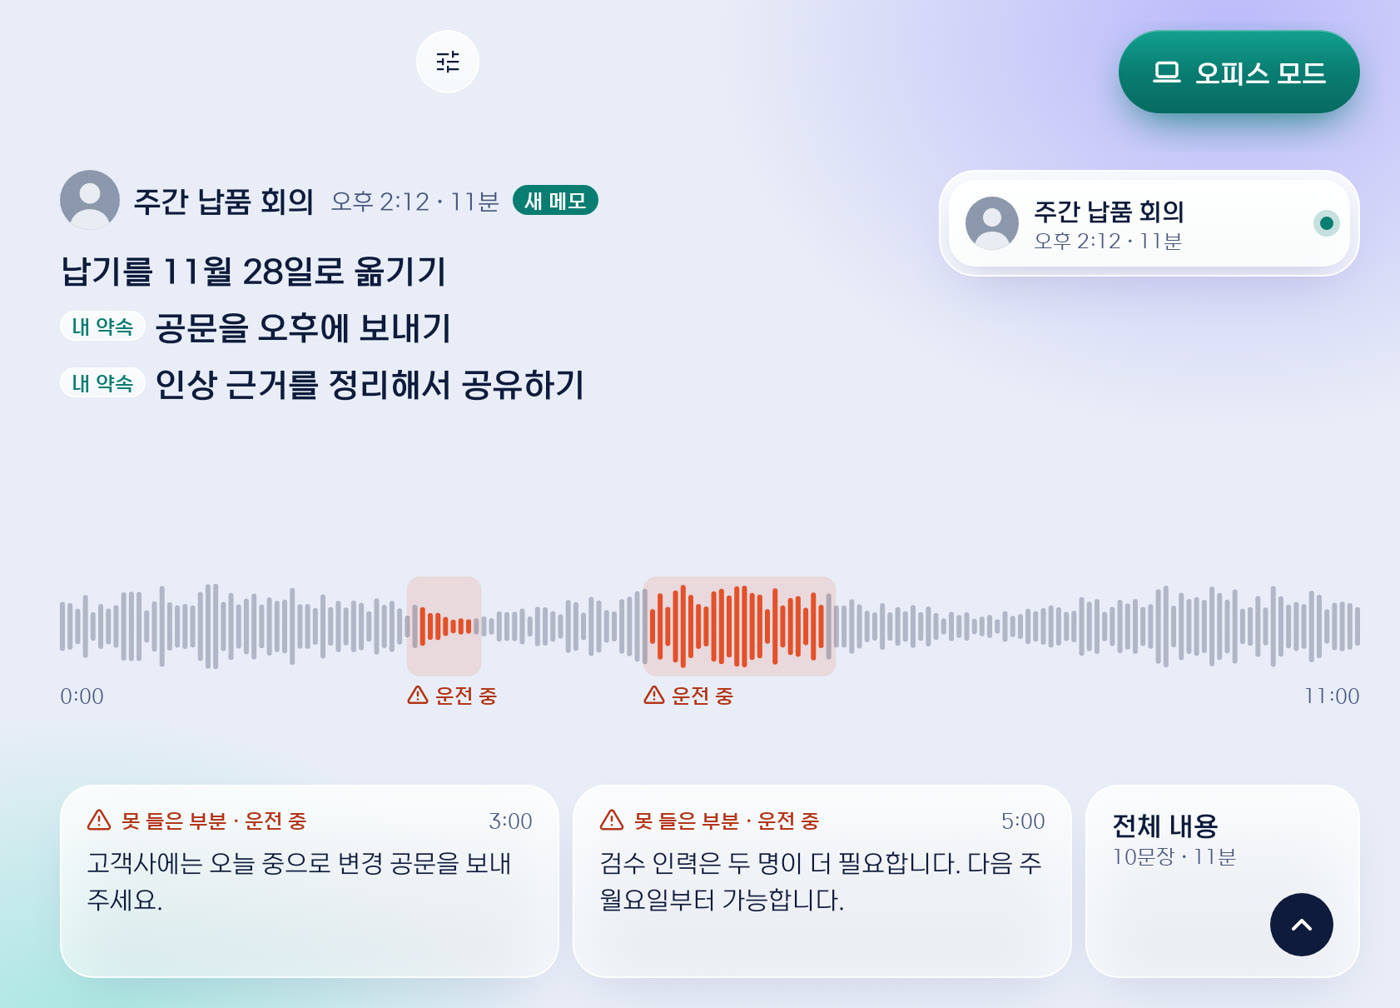 오피스 모드
주간 납품 회의 오후 2:12 · 11분 새 메모
납기를 11월 28일로 옮기기
내 약속 공문을 오후에 보내기
내 약속 인상 근거를 정리해서 공유하기
주간 납품 회의
오후 2:12 · 11분
0:00
운전 중
운전 중
11:00
못 들은 부분 · 운전 중 3:00
고객사에는 오늘 중으로 변경 공문을 보내
주세요.
못 들은 부분 · 운전 중 5:00
검수 인력은 두 명이 더 필요합니다. 다음 주
월요일부터 가능합니다.
전체 내용
10문장 · 11분